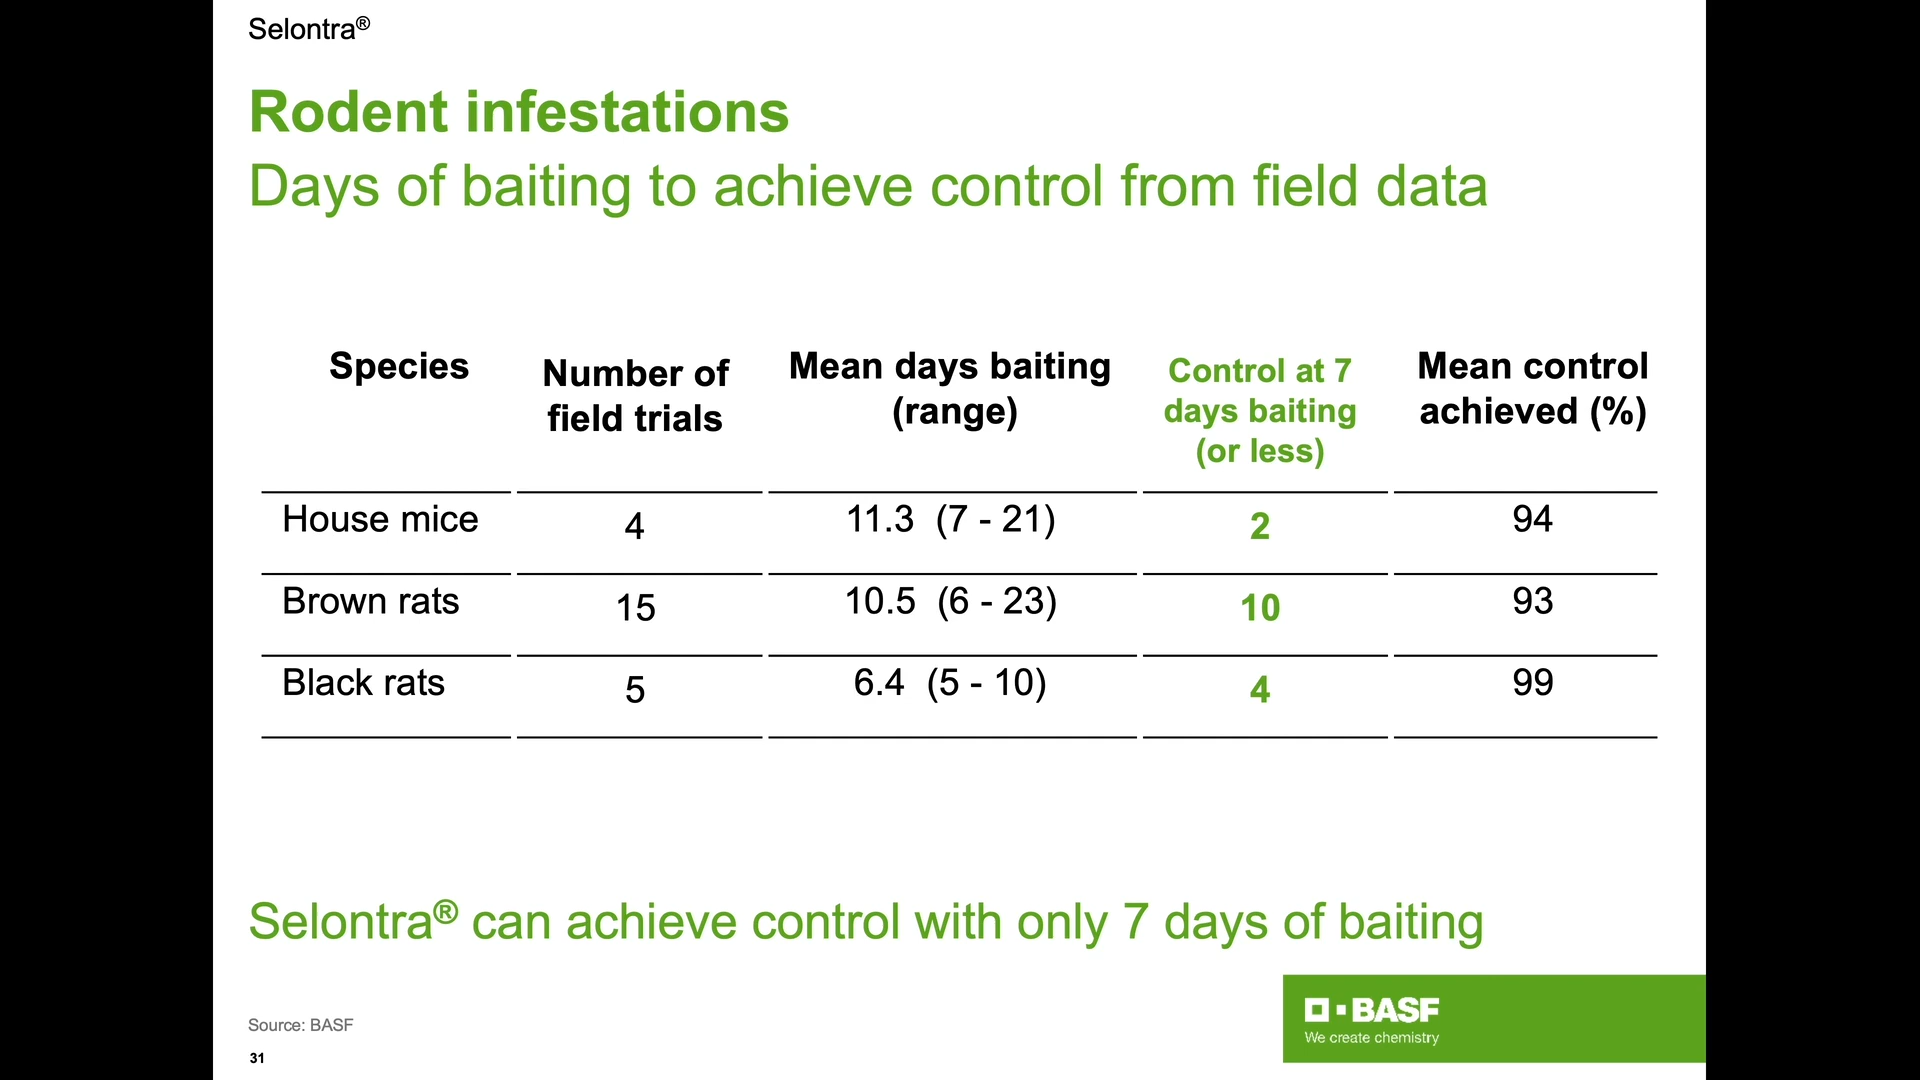 Selontra®
Rodent infestations
Days of baiting to achieve control from field data
Species
Number of
field trials
Mean days baiting
(range)
Control at 7
days baiting
(or less)
Mean control
achieved (%)
House mice 4 11.3 (7 - 21) 2 94
Brown rats 15 10.5 (6 - 23) 10 93
Black rats 5 6.4 (5 - 10) 4 99
Selontra® can achieve control with only 7 days of baiting
BASF
We create chemistry
Source: BASF
31